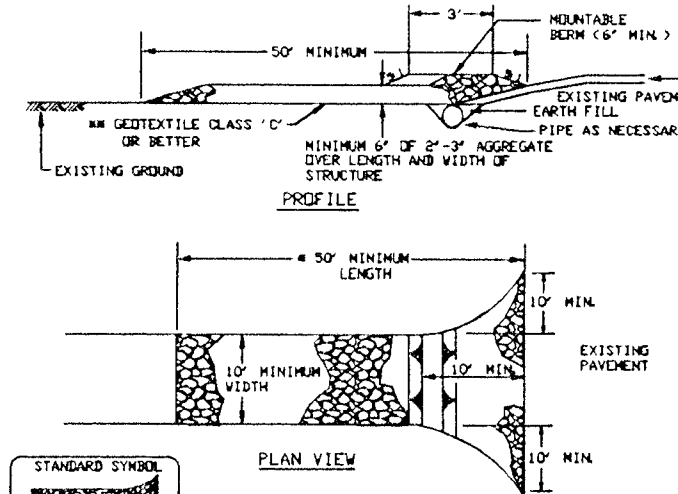 3'
MOUNTABLE
BERM (6" MIN.)
50' MINIMUM
EXISTING PAVEM
** GEOTEXTILE CLASS 'C'
OR BETTER
EARTH FILL
PIPE AS NECESSAR
MINIMUM 6" OF 2"-3" AGGREGATE
OVER LENGTH AND WIDTH OF
STRUCTURE
EXISTING GROUND
PROFILE
* 50' MINIMUM
LENGTH
10' MIN.
10' MINIMUM
WIDTH
10' MIN.
EXISTING
PAVEMENT
PLAN VIEW
10' MIN.
STANDARD SYMBOL